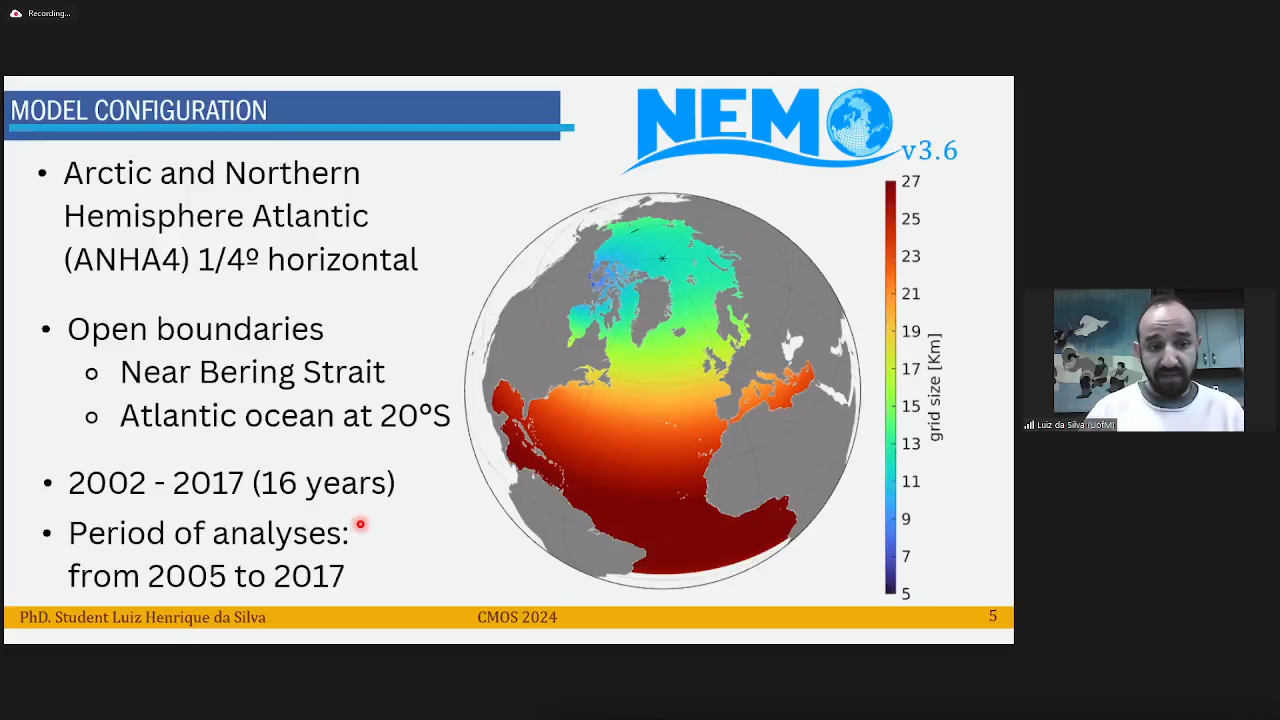 Recording...
MODEL CONFIGURATION
NEMO
v3.6
• Arctic and Northern
Hemisphere Atlantic
(ANHA4) 1/4º horizontal
• Open boundaries
Near Bering Strait
Atlantic ocean at 20°S
• 2002 - 2017 (16 years)
• Period of analyses:
from 2005 to 2017
27
25
23
21
19
17
15
13
11
9
7
5
grid size [Km]
PhD. Student Luiz Henrique da Silva
CMOS 2024
5
Luiz da Silva (UofM)